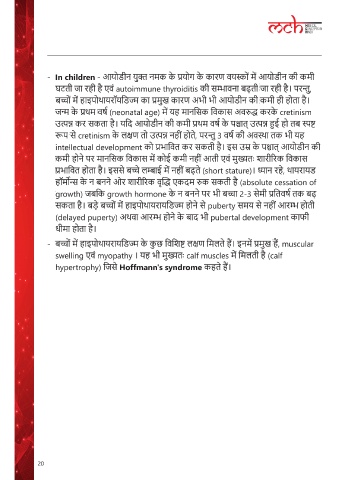 mch
- In children - आयोडीन युक्त नमक के प्रयोग के कारण वयस्कों में आयोडीन की कमी
घटती जा रही है एवं autoimmune thyroiditis की सम्भावना बढ़ती जा रही है। परन्तु,
बच्चों में हाइपोथायरॉयडिज्म का प्रमुख कारण अभी भी आयोडीन की कमी ही होता है।
जन्म के प्रथम वर्ष (neonatal age) में यह मानसिक विकास अवरुद्ध करके cretinism
उत्पन्न कर सकता है। यदि आयोडीन की कमी प्रथम वर्ष के पश्चात् उत्पन्न हुई हो तब स्पष्ट
रूप से cretinism के लक्षण तो उत्पन्न नहीं होते, परन्तु 3 वर्ष की अवस्था तक भी यह
intellectual development को प्रभावित कर सकती है। इस उम्र के पश्चात् आयोडीन की
कमी होने पर मानसिक विकास में कोई कमी नहीं आती एवं मुख्यतः शारीरिक विकास
प्रभावित होता है। इससे बच्चे लम्बाई में नहीं बढ़ते (short stature)। ध्यान रहे, थायरायड
हॉर्मोन्स के न बनने ओर शारीरिक वृद्धि एकदम रुक सकती है (absolute cessation of
growth) जबकि growth hormone के न बनने पर भी बच्चा 2-3 सेमी प्रतिवर्ष तक बढ़
सकता है। बड़े बच्चों में हाइपोथायरायडिज्म होने से puberty समय से नहीं आरम्भ होती
(delayed puperty) अथवा आरम्भ होने के बाद भी pubertal development काफी
धीमा होता है।
- बच्चों में हाइपोथायरायडिज्म के कुछ विशिष्ट लक्षण मिलते हैं। इनमें प्रमुख हैं, muscular
swelling एवं myopathy । यह भी मुख्यतः calf muscles में मिलती है (calf
hypertrophy) जिसे Hoffmann's syndrome कहते हैं।
20